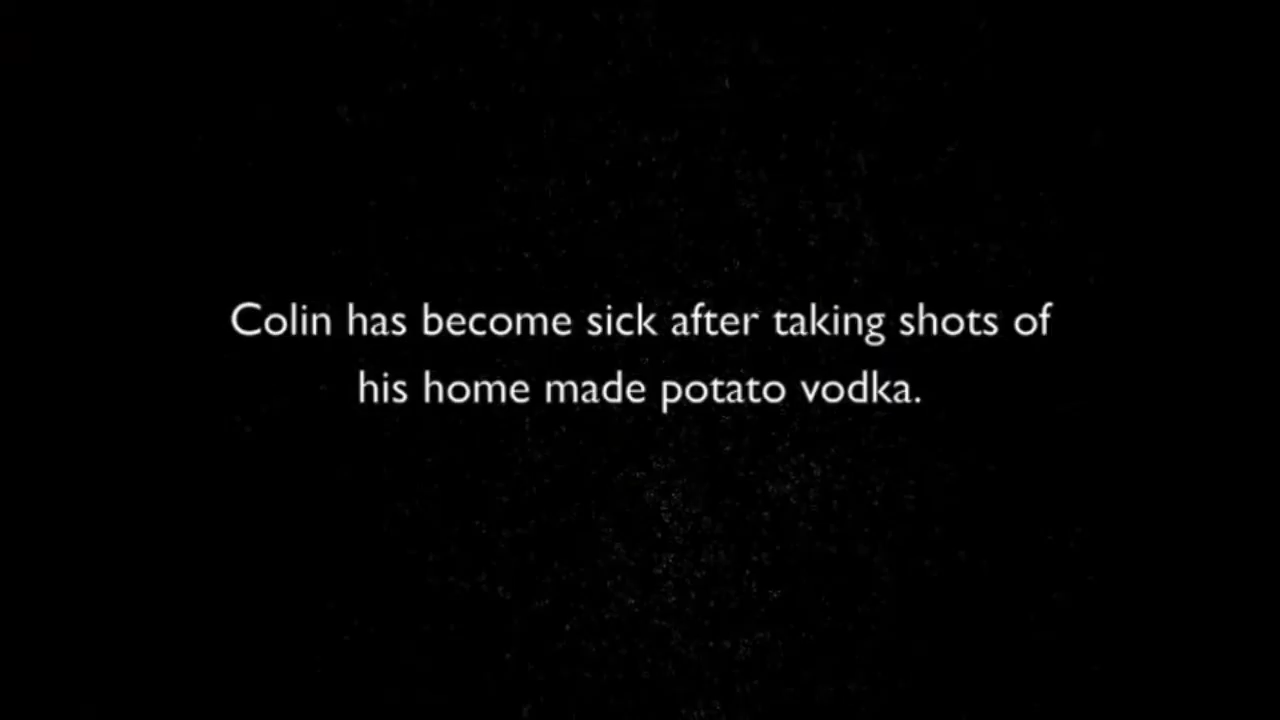 Colin has become sick after taking shots of
his home made potato vodka.